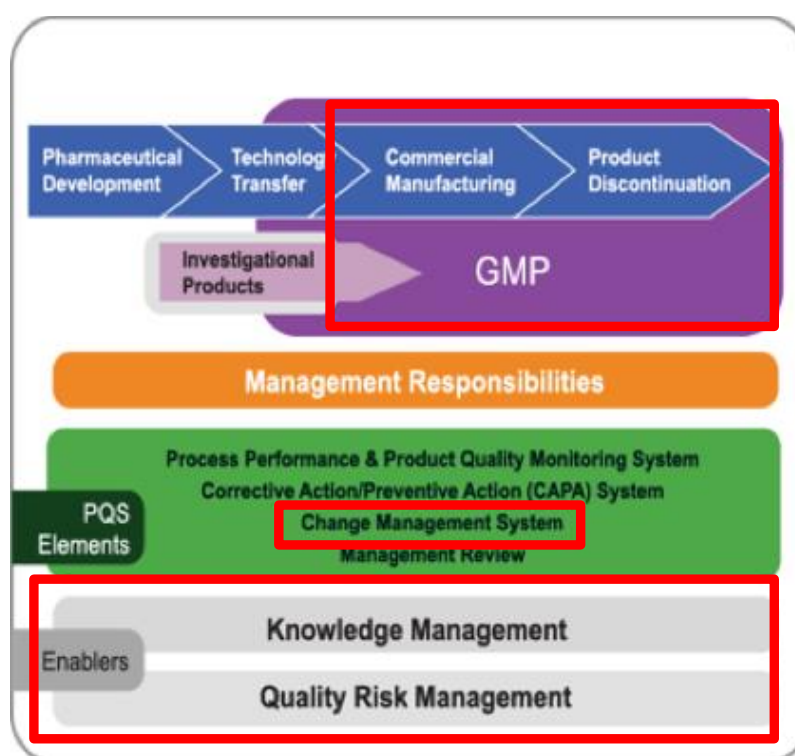 Pharmaceutical
Development
Technology
Transfer
Commercial
Manufacturing
Product
Discontinuation
Investigational
Products
GMP
Management Responsibilities
Process Performance & Product Quality Monitoring System
Corrective Action/Preventive Action (CAPA) System
Change Management System
Management Review
PQS
Elements
Knowledge Management
Enablers
Quality Risk Management